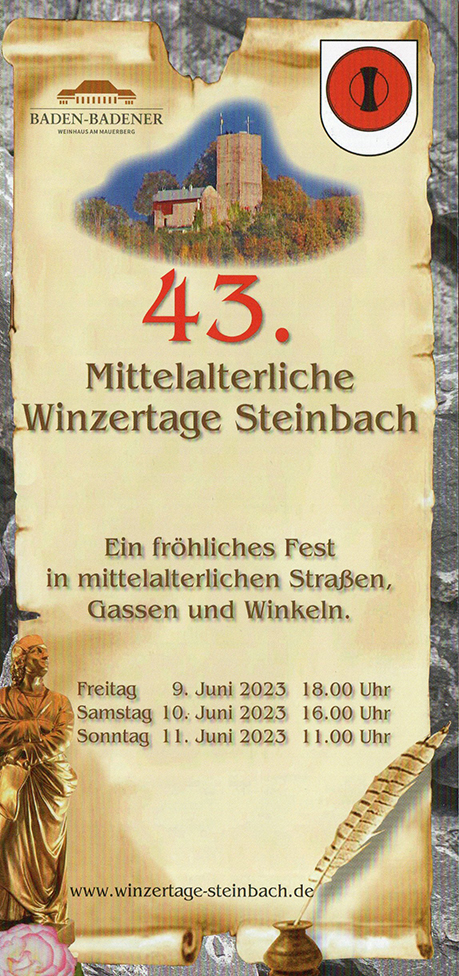 BADEN-BADENER
WEINHAUS AM MAUERBERG
43.
Mittelalterliche
Winzertage Steinbach
Ein fröhliches Fest
in mittelalterlichen Straßen,
Gassen und Winkeln.
Freitag 9. Juni 2023 18.00 Uhr
Samstag 10. Juni 2023 16.00 Uhr
Sonntag 11. Juni 2023 11.00 Uhr
www.winzertage-steinbach.de